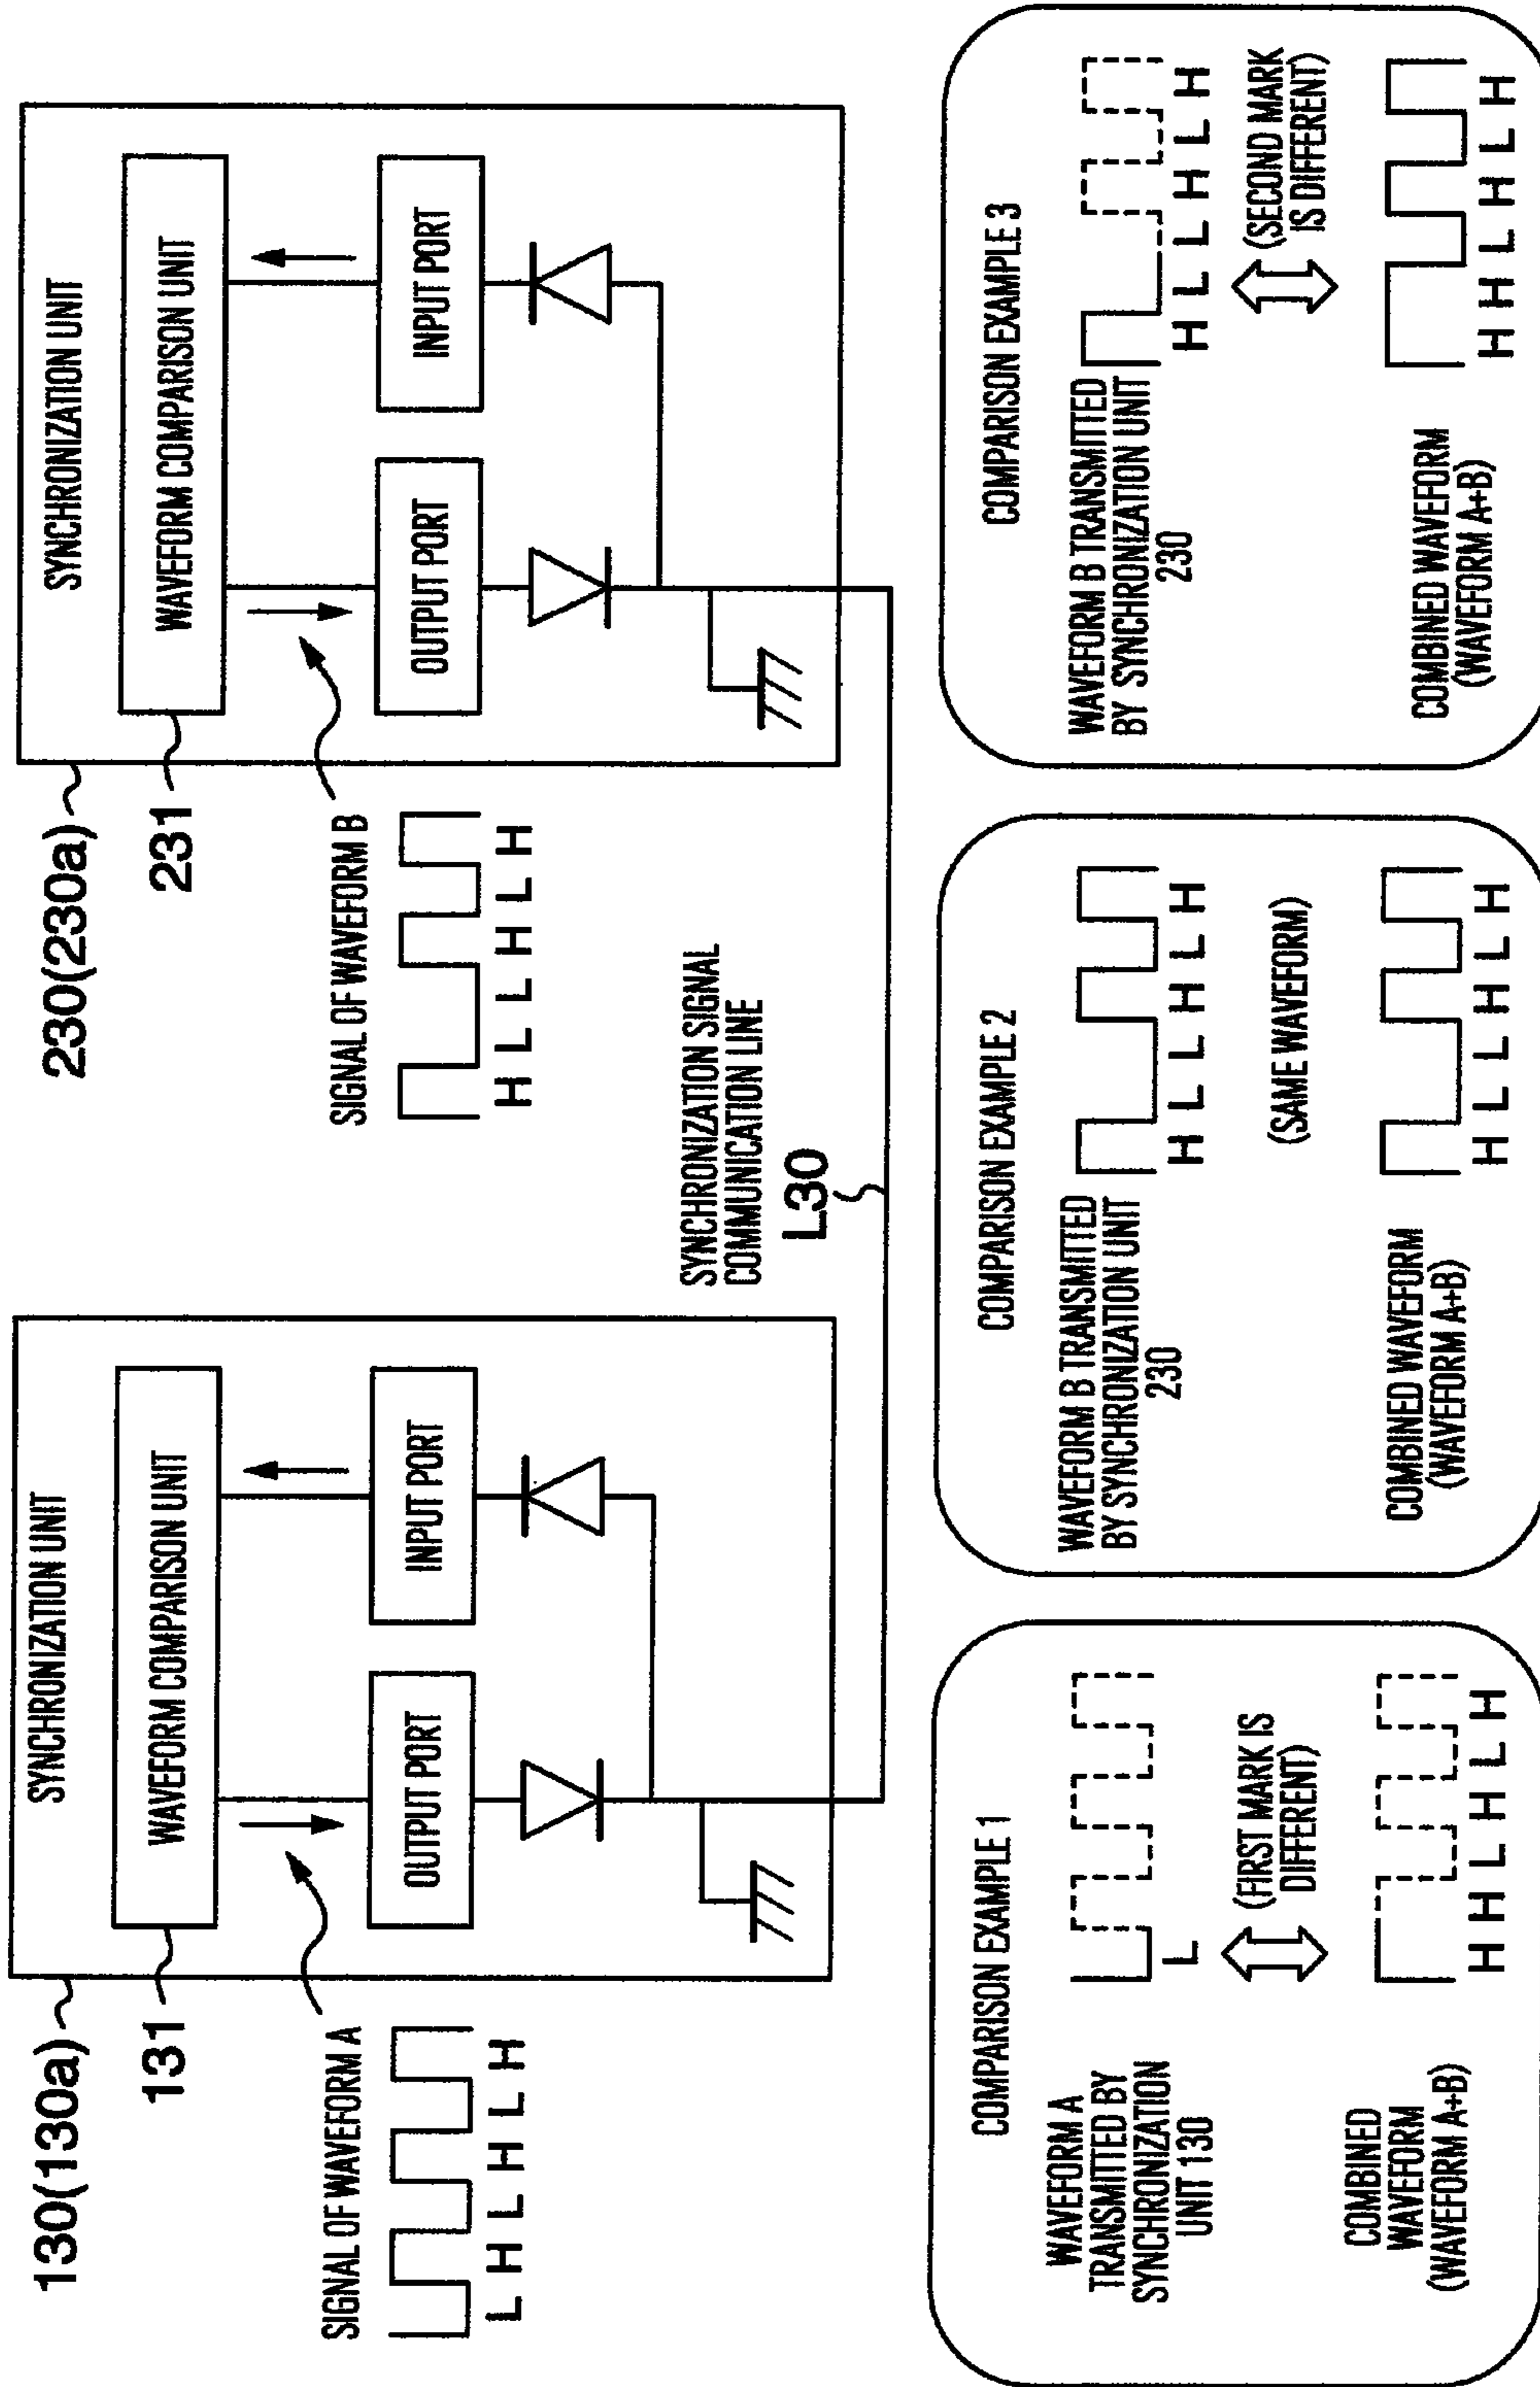 130(130a)
SYNCHRONIZATION UNIT
131
WAVEFORM COMPARISON UNIT
SIGNAL OF WAVEFORM A
L H L H L H
OUTPUT PORT
INPUT PORT
230(230a)
SYNCHRONIZATION UNIT
231
WAVEFORM COMPARISON UNIT
SIGNAL OF WAVEFORM B
H L L H L H
OUTPUT PORT
INPUT PORT
SYNCHRONIZATION SIGNAL
COMMUNICATION LINE
L30
COMPARISON EXAMPLE 1
WAVEFORM A
TRANSMITTED BY
SYNCHRONIZATION
UNIT 130
L
(FIRST MARK IS
DIFFERENT)
COMBINED
WAVEFORM
(WAVEFORM A+B)
H H L H L H
COMPARISON EXAMPLE 2
WAVEFORM B TRANSMITTED
BY SYNCHRONIZATION UNIT
230
H L L H L H
(SAME WAVEFORM)
COMBINED WAVEFORM
(WAVEFORM A+B)
H L L H L H
COMPARISON EXAMPLE 3
WAVEFORM B TRANSMITTED
BY SYNCHRONIZATION UNIT
230
H L L H L H
(SECOND MARK
IS DIFFERENT)
COMBINED WAVEFORM
(WAVEFORM A+B)
H H L H L H